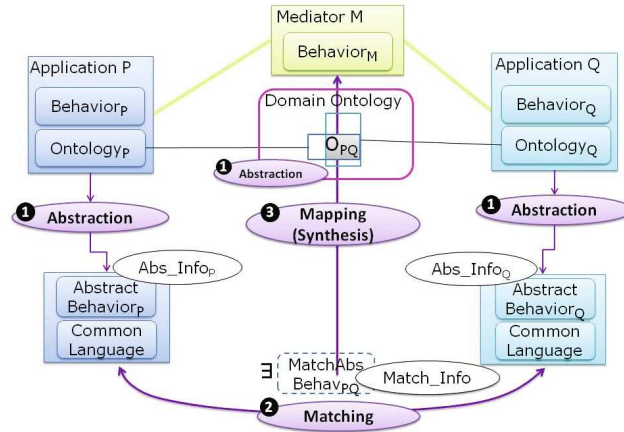 Mediator M
Behavior_M
Application P
Behavior_P
Ontology_P
Domain Ontology
O_PQ
1 Abstraction
Application Q
Behavior_Q
Ontology_Q
1 Abstraction
3 Mapping
(Synthesis)
1 Abstraction
Abs_Info_P
Abstract
Behavior_P
Common
Language
Abs_Info_Q
Abstract
Behavior_Q
Common
Language
∃
MatchAbs
Behav_PQ
Match_Info
2 Matching